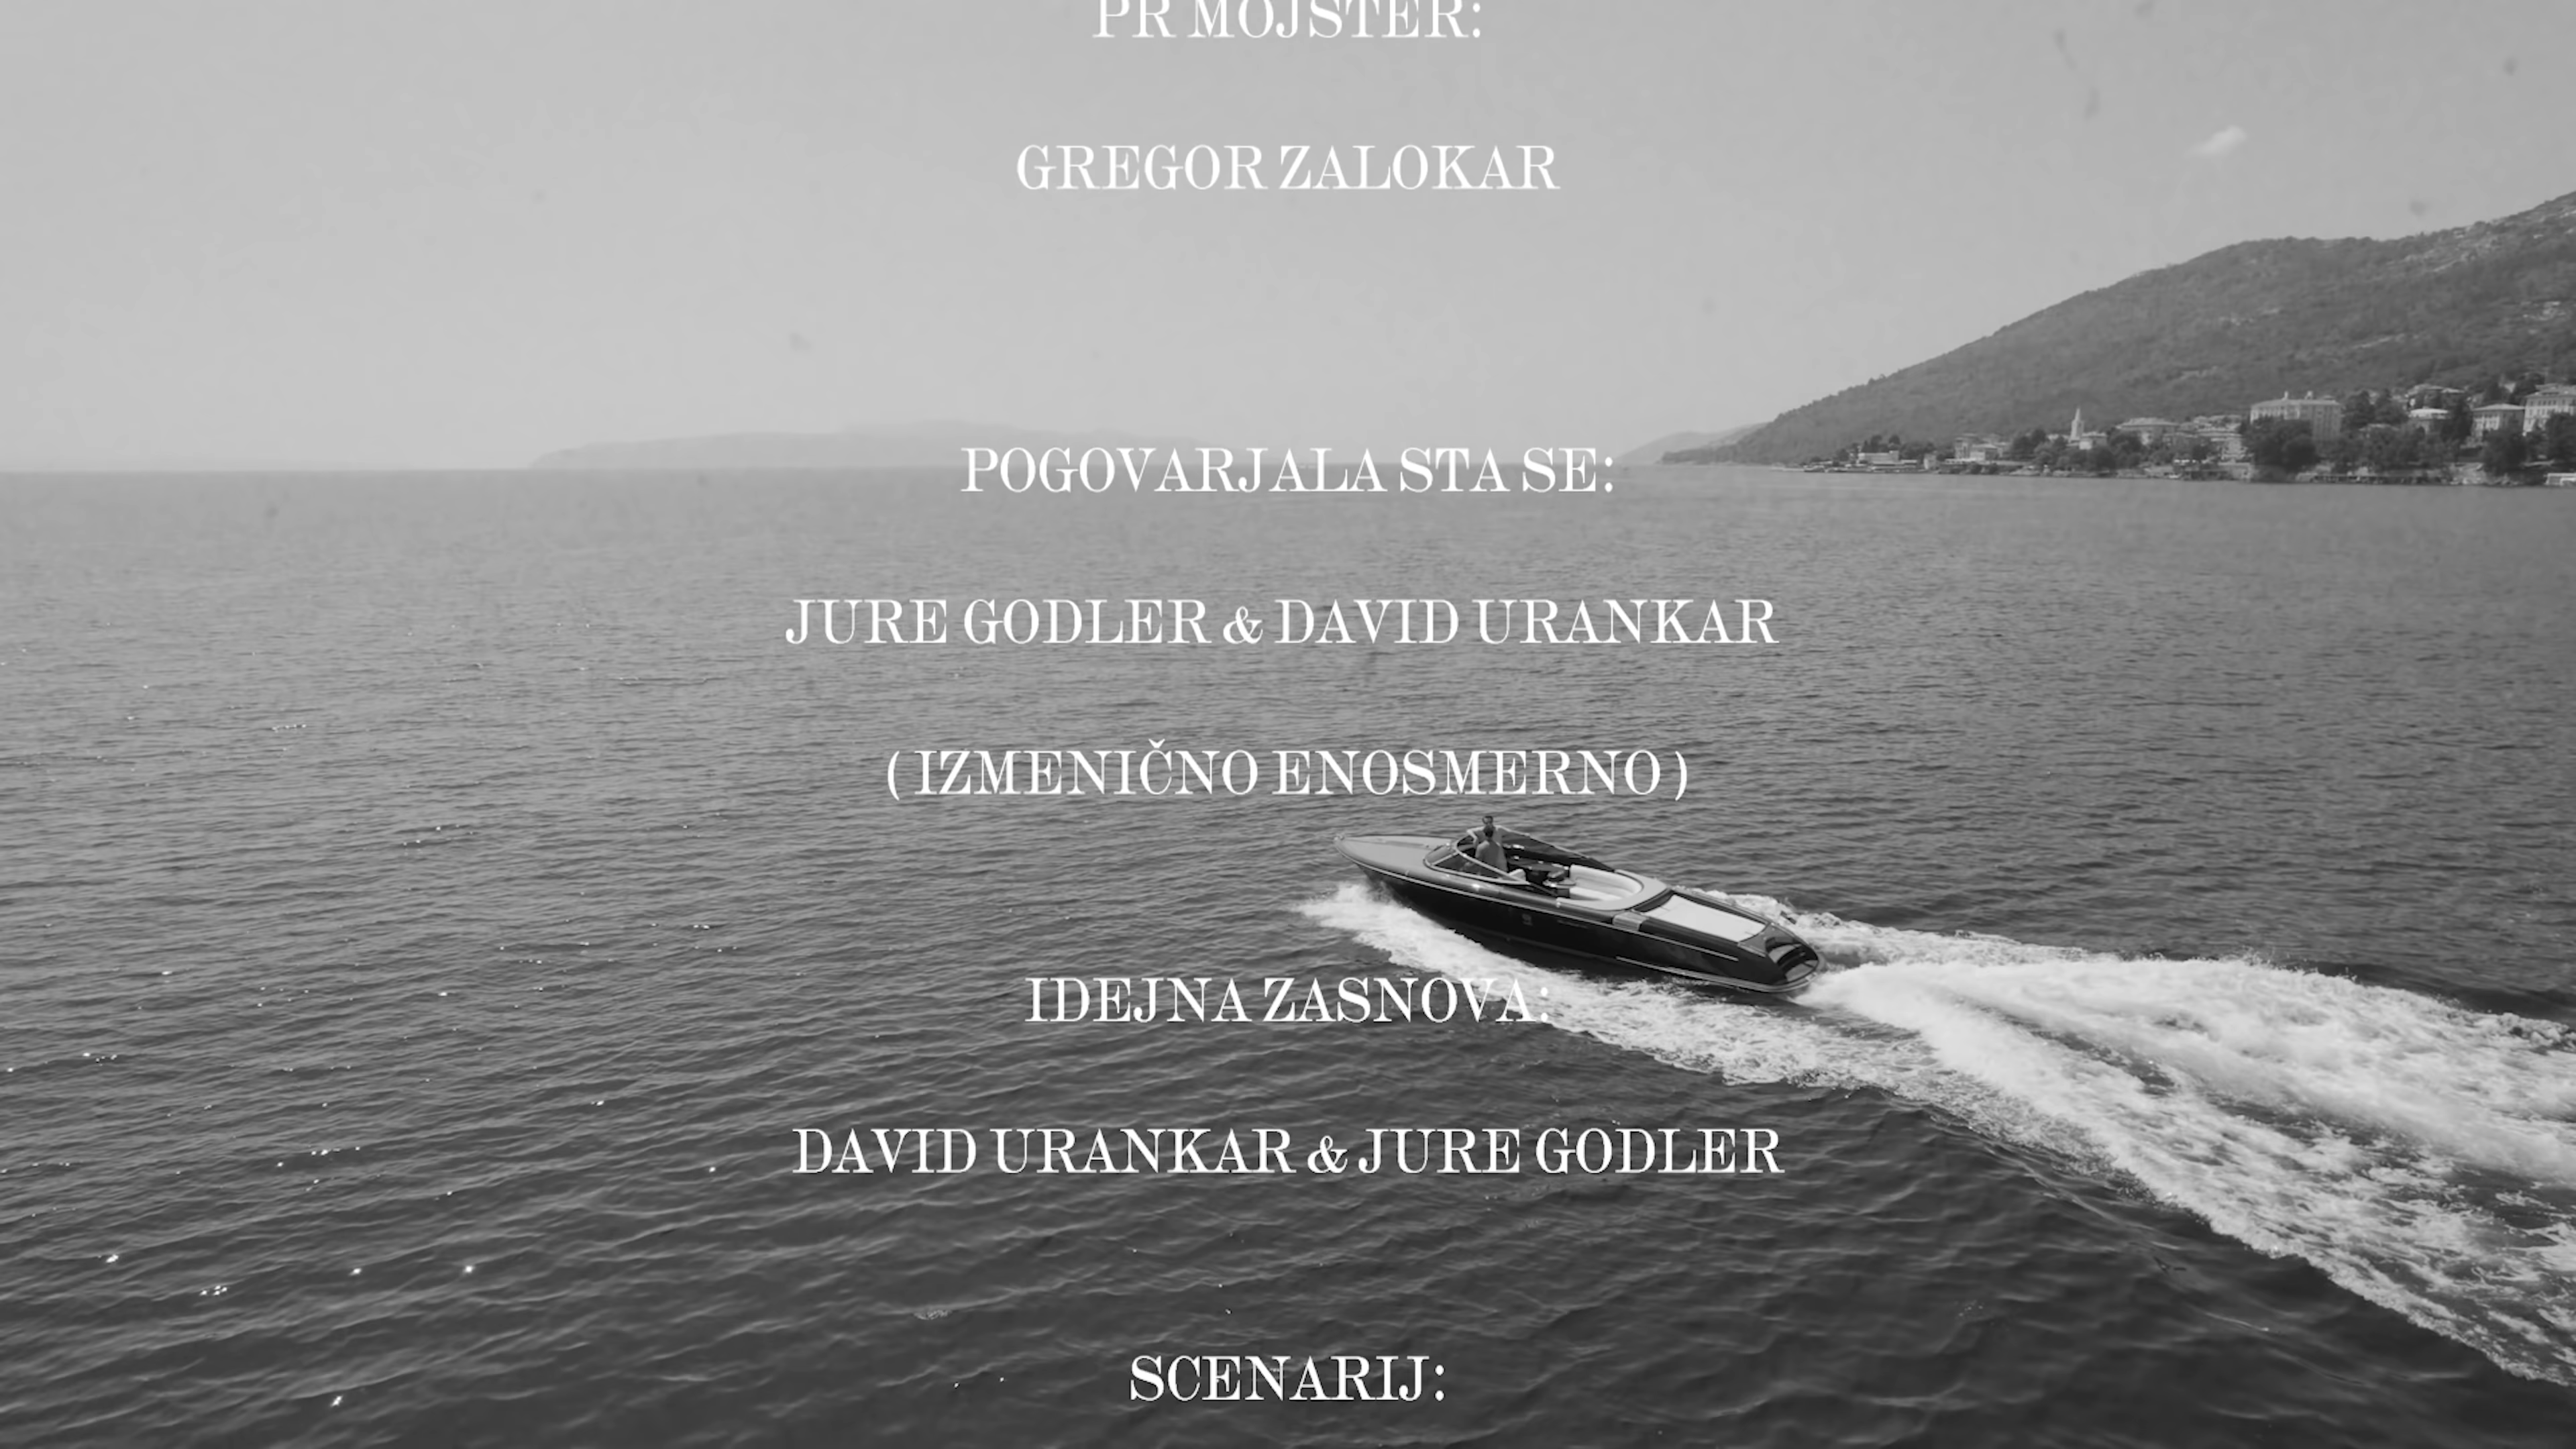 PR MOJSTER:
GREGOR ZALOKAR
POGOVARJALA STA SE:
JURE GODLER & DAVID URANKAR
( IZMENIČNO ENOSMERNO )
IDEJNA ZASNOVA:
DAVID URANKAR & JURE GODLER
SCENARIJ: